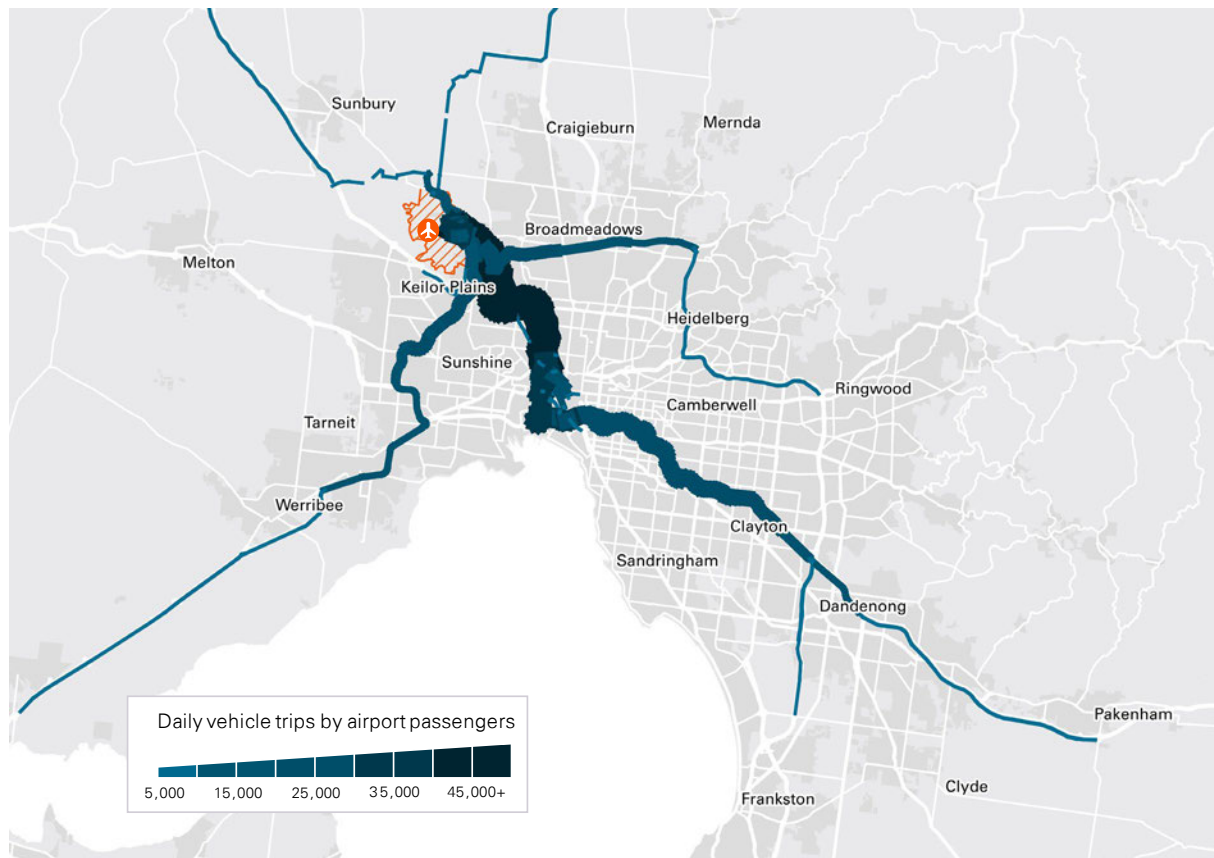 Sunbury
Craigieburn
Mernda
Broadmeadows
Melton
Keilor Plains
Heidelberg
Sunshine
Ringwood
Camberwell
Tarneit
Werribee
Clayton
Sandringham
Dandenong
Pakenham
Clyde
Frankston
Daily vehicle trips by airport passengers
5,000 15,000 25,000 35,000 45,000+